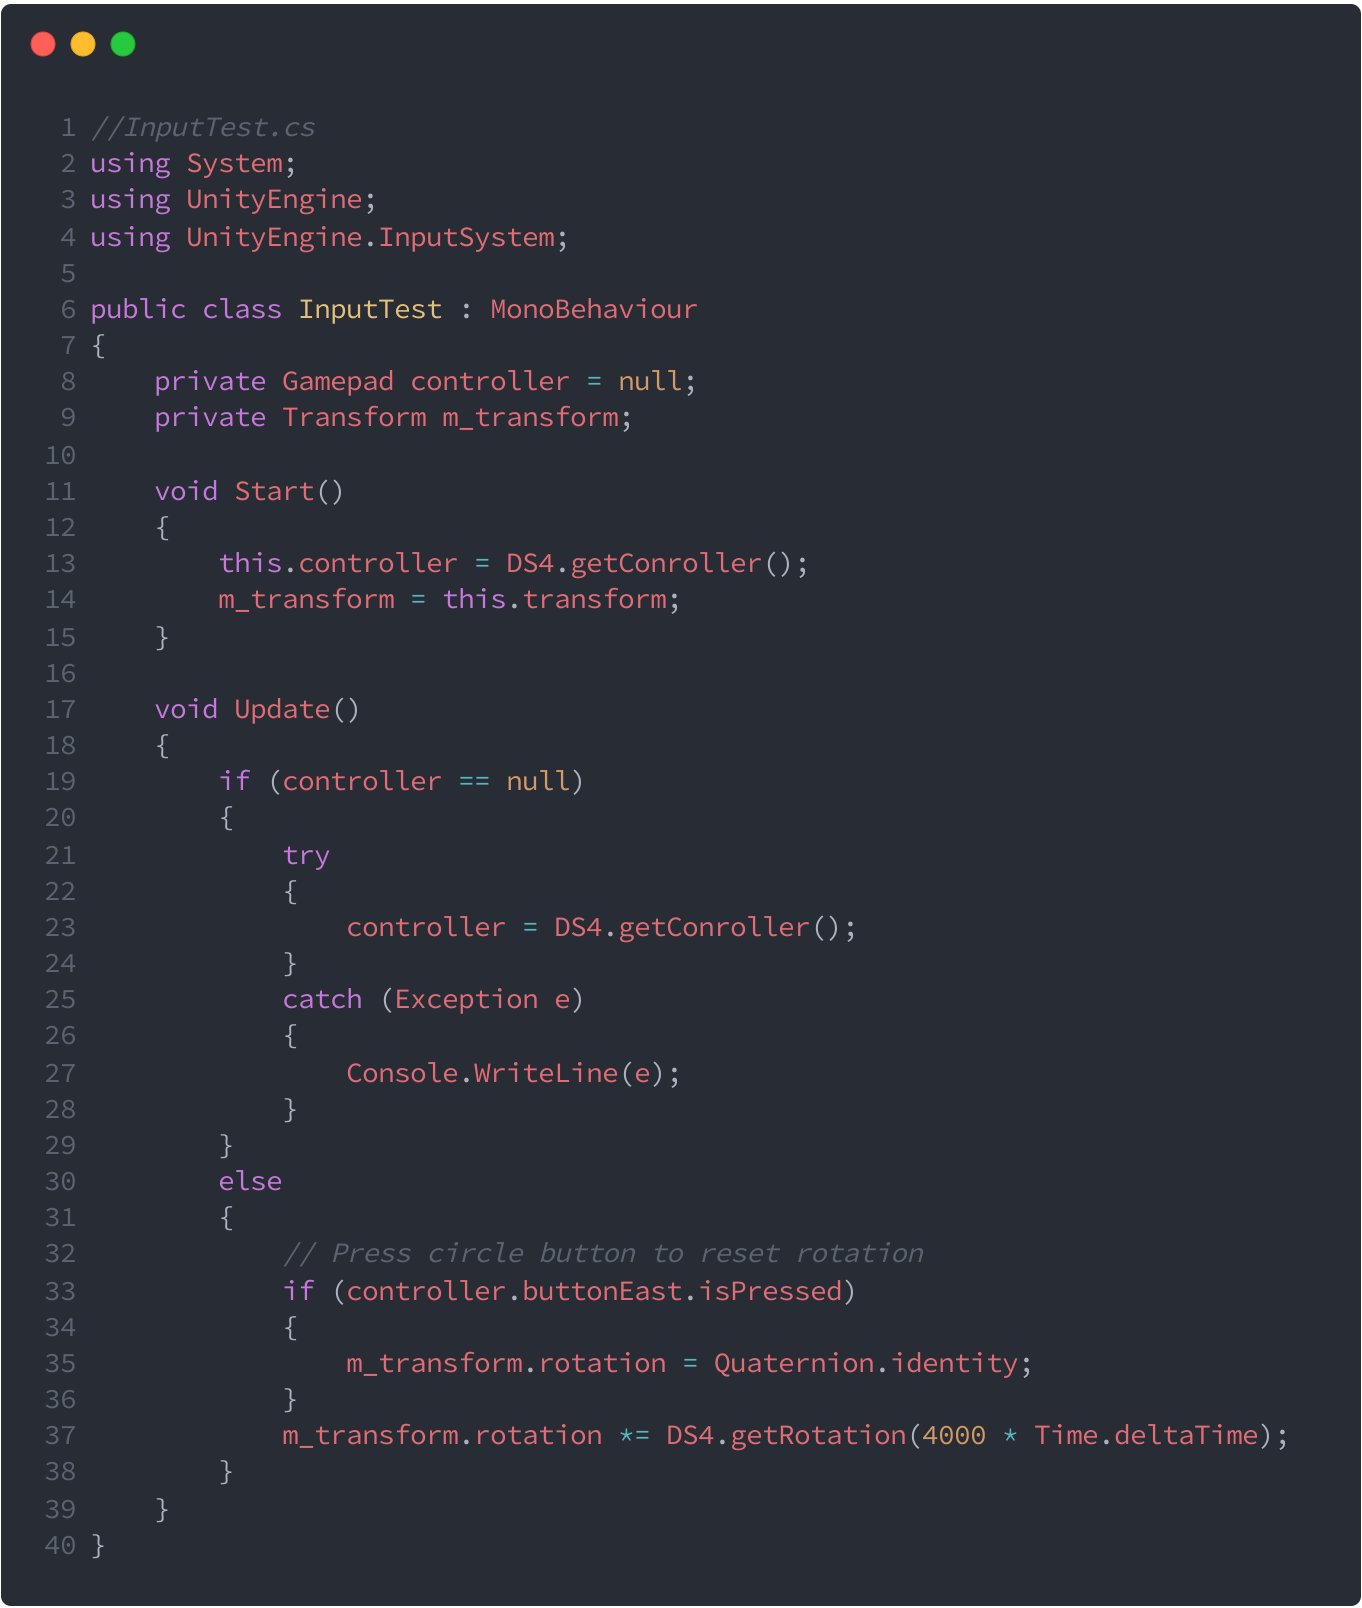 1 //InputTest.cs
2 using System;
3 using UnityEngine;
4 using UnityEngine.InputSystem;
5
6 public class InputTest : MonoBehaviour
7 {
8     private Gamepad controller = null;
9     private Transform m_transform;
10
11     void Start()
12     {
13         this.controller = DS4.getConroller();
14         m_transform = this.transform;
15     }
16
17     void Update()
18     {
19         if (controller == null)
20         {
21             try
22             {
23                 controller = DS4.getConroller();
24             }
25             catch (Exception e)
26             {
27                 Console.WriteLine(e);
28             }
29         }
30         else
31         {
32             // Press circle button to reset rotation
33             if (controller.buttonEast.isPressed)
34             {
35                 m_transform.rotation = Quaternion.identity;
36             }
37             m_transform.rotation *= DS4.getRotation(4000 * Time.deltaTime);
38         }
39     }
40 }